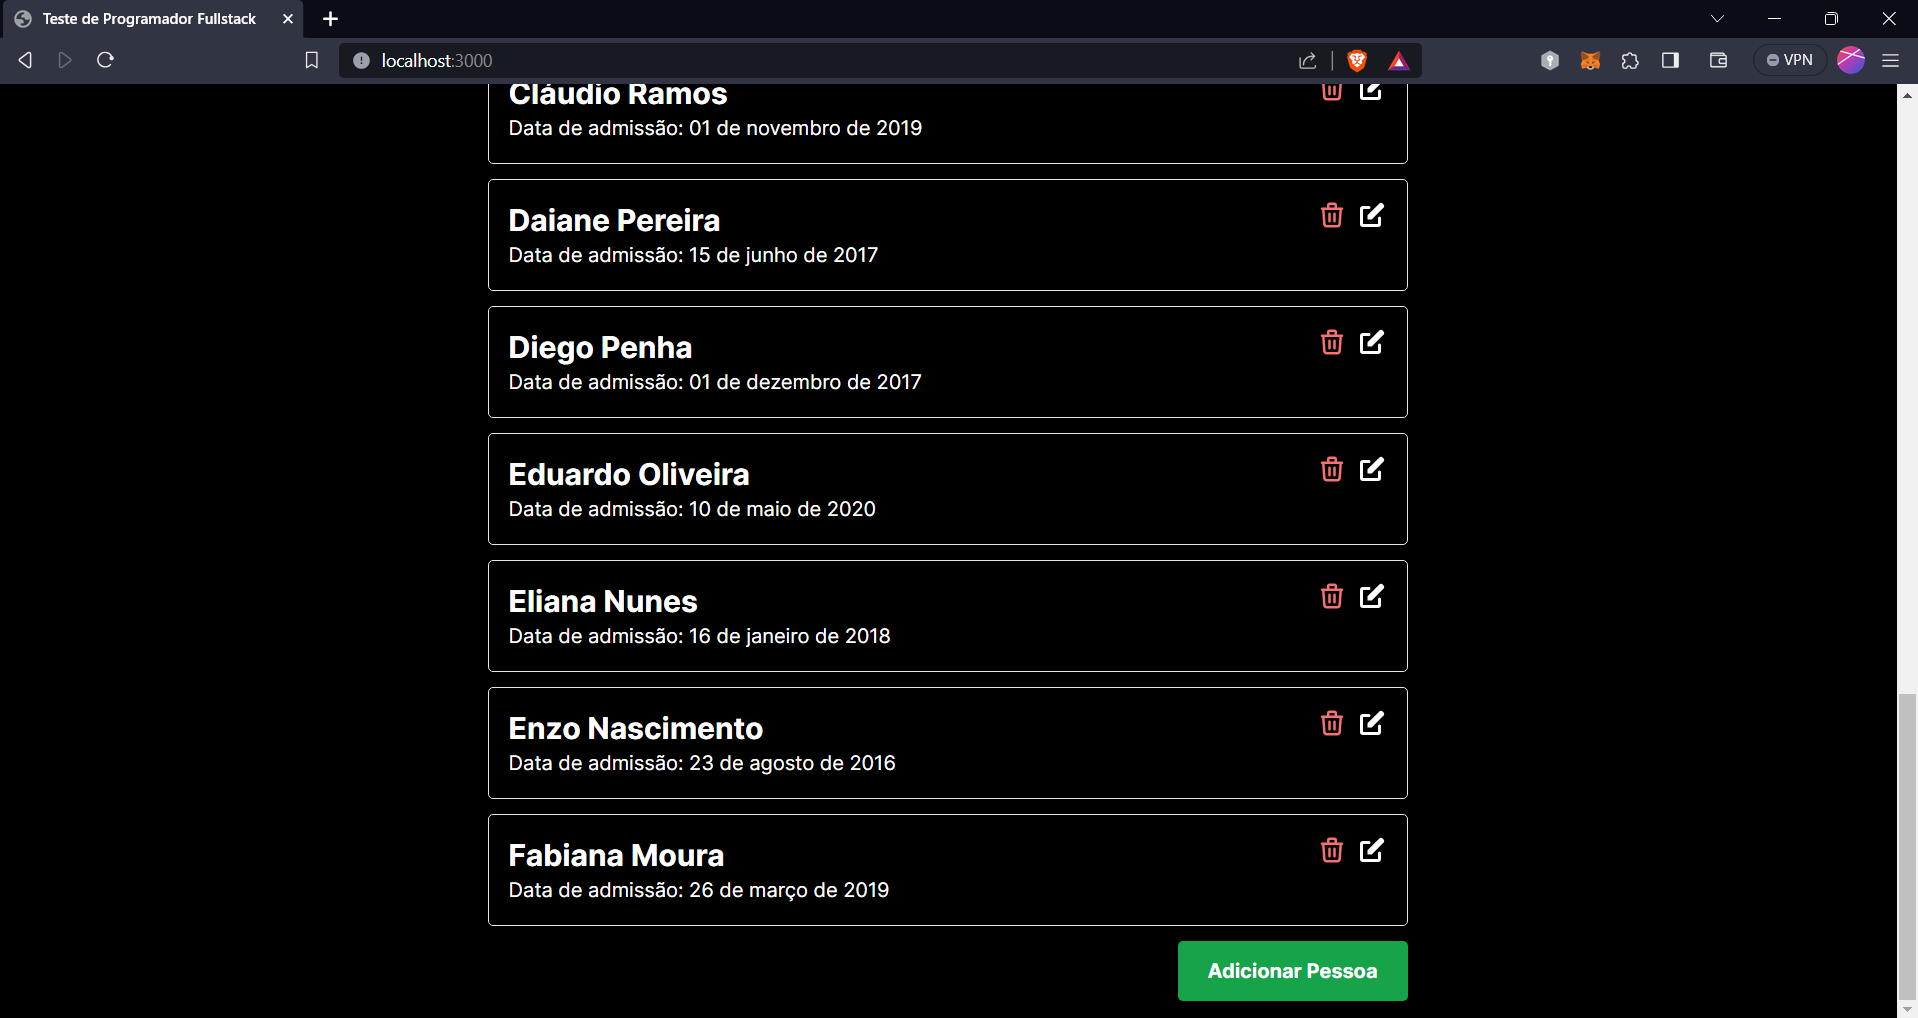 Teste de Programador Fullstack
localhost:3000
VPN
Cláudio Ramos
Data de admissão: 01 de novembro de 2019
Daiane Pereira
Data de admissão: 15 de junho de 2017
Diego Penha
Data de admissão: 01 de dezembro de 2017
Eduardo Oliveira
Data de admissão: 10 de maio de 2020
Eliana Nunes
Data de admissão: 16 de janeiro de 2018
Enzo Nascimento
Data de admissão: 23 de agosto de 2016
Fabiana Moura
Data de admissão: 26 de março de 2019
Adicionar Pessoa